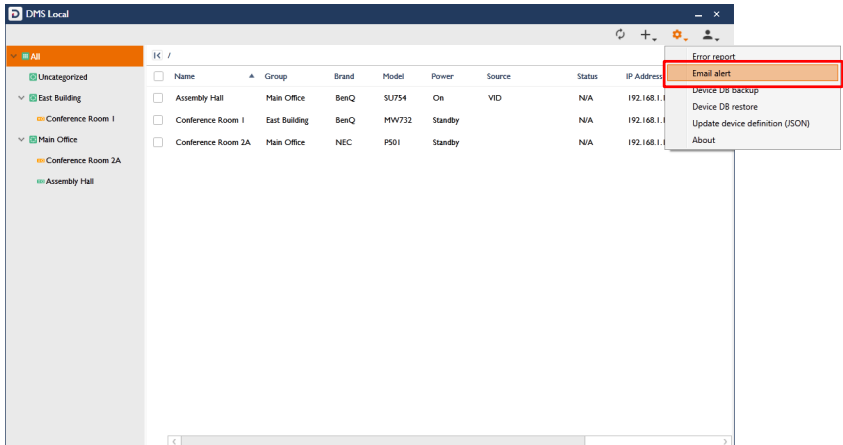 DMS Local
All
Uncategorized
East Building
Conference Room 1
Main Office
Conference Room 2A
Assembly Hall
/
Name Group Brand Model Power Source Status IP Address
Assembly Hall Main Office BenQ SU754 On VID N/A 192.168.1.
Conference Room 1 East Building BenQ MW732 Standby N/A 192.168.1.
Conference Room 2A Main Office NEC P501 Standby N/A 192.168.1.
Error report
Email alert
Device DB backup
Device DB restore
Update device definition (JSON)
About